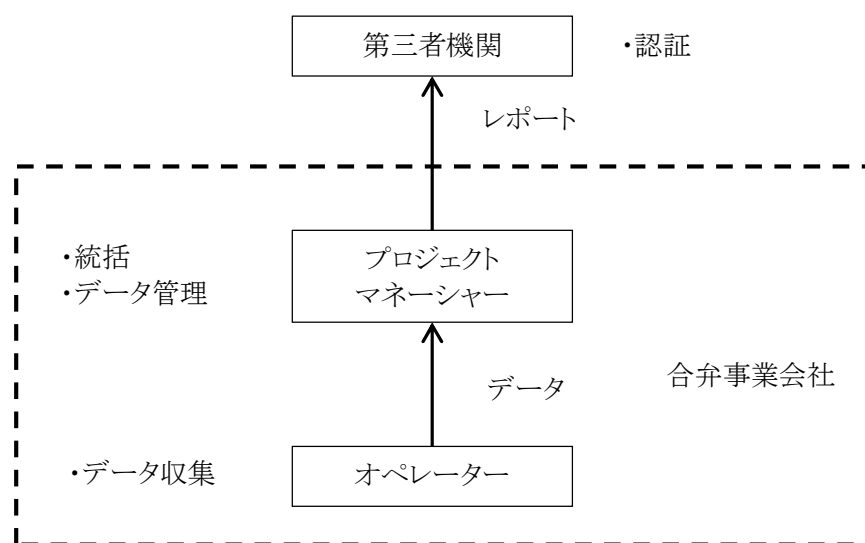 第三者機関
・認証
レポート
・統括
・データ管理
プロジェクト
マネーシャー
データ
合弁事業会社
・データ収集
オペレーター